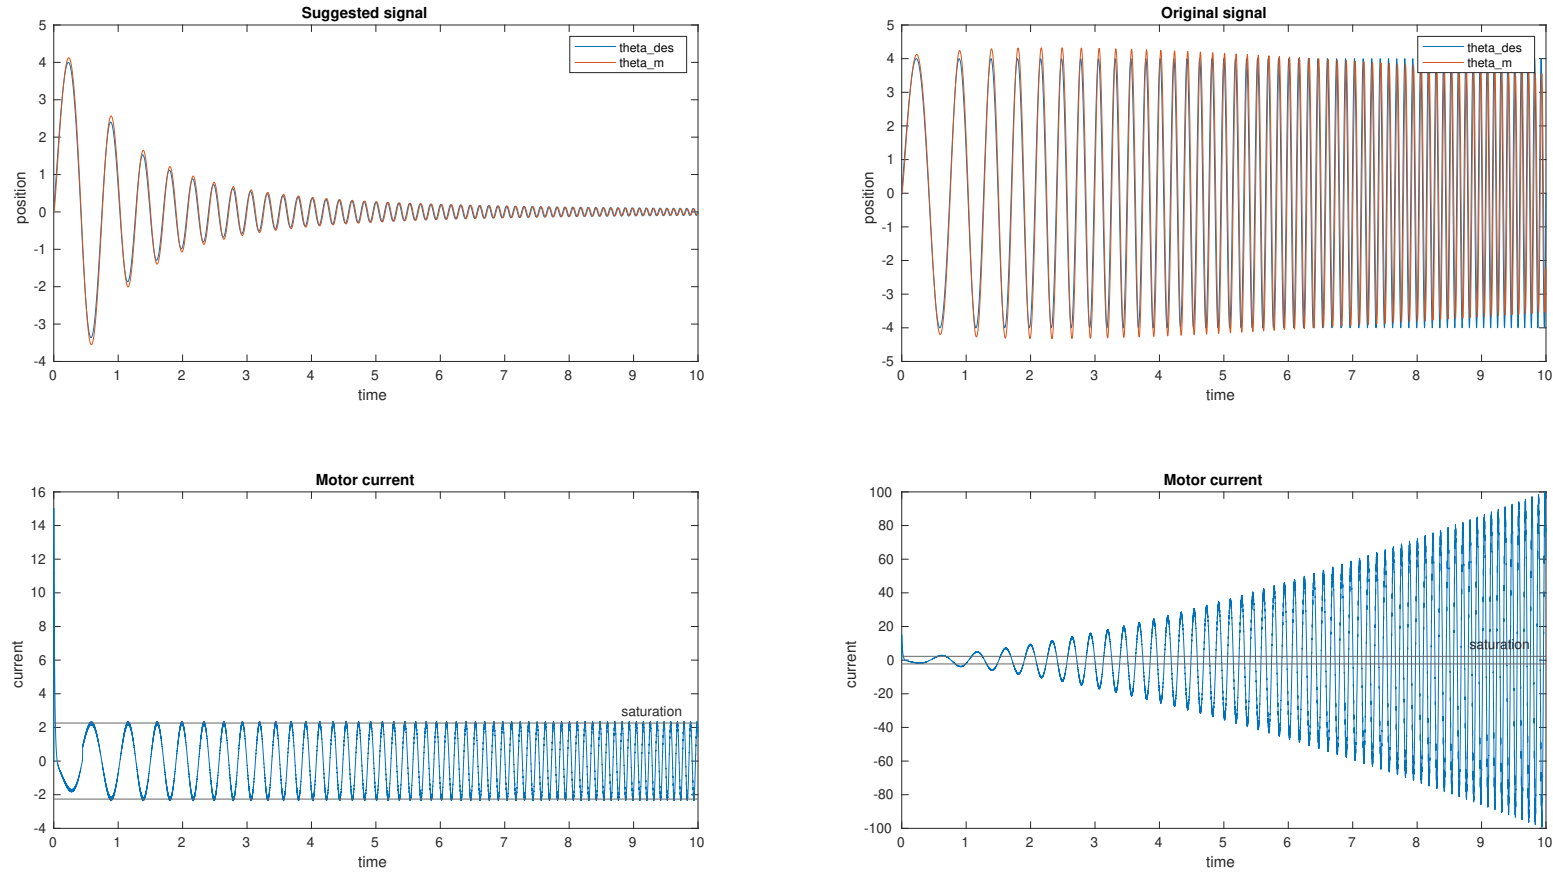 Suggested signal
5
4
3
2
1
0
-1
-2
-3
-4
position
theta_des
theta_m
0 1 2 3 4 5 6 7 8 9 10
time
Original signal
5
4
3
2
1
0
-1
-2
-3
-4
-5
position
theta_des
theta_m
0 1 2 3 4 5 6 7 8 9 10
time
Motor current
16
14
12
10
8
6
4
2
0
-2
-4
current
saturation
0 1 2 3 4 5 6 7 8 9 10
time
Motor current
100
80
60
40
20
0
-20
-40
-60
-80
-100
current
saturation
0 1 2 3 4 5 6 7 8 9 10
time